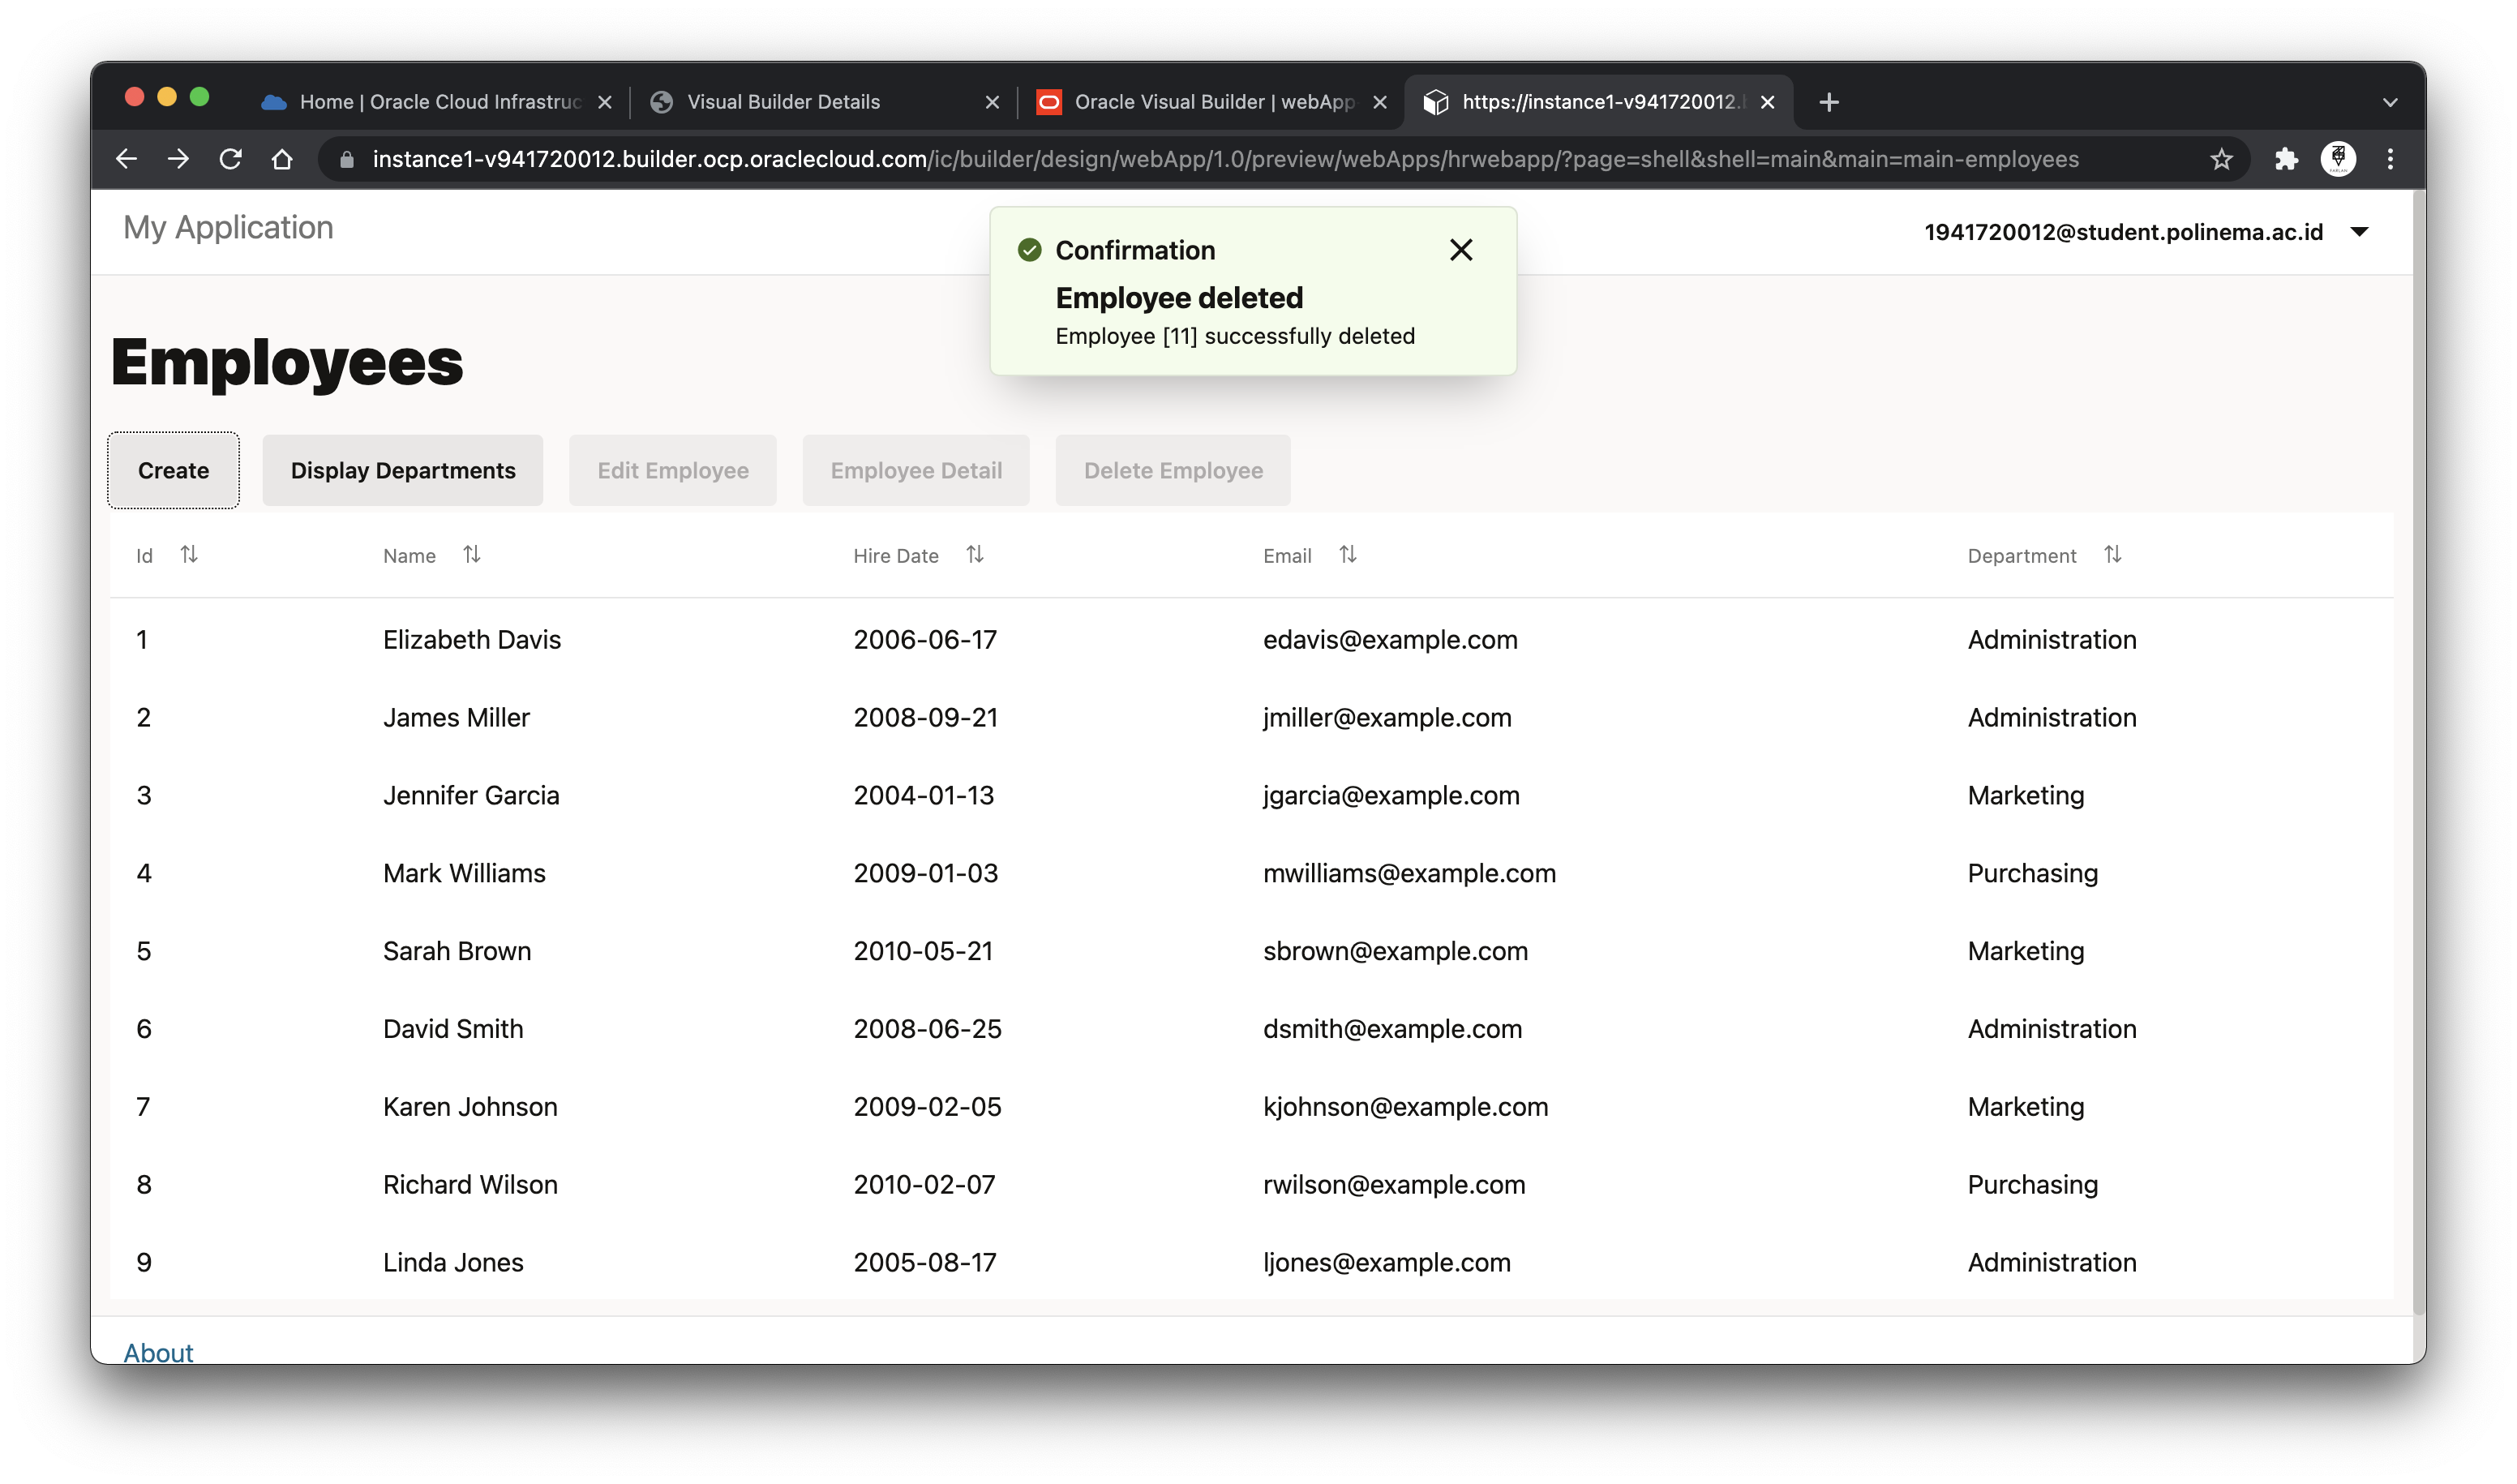 Home | Oracle Cloud Infrastruc
Visual Builder Details
Oracle Visual Builder | webApp
https://instance1-v941720012.
instance1-v941720012.builder.ocp.oraclecloud.com/ic/builder/design/webApp/1.0/preview/webApps/hrwebapp/?page=shell&shell=main&main=main-employees
My Application
1941720012@student.polinema.ac.id
Confirmation
Employee deleted
Employee [11] successfully deleted
Employees
Create Display Departments Edit Employee Employee Detail Delete Employee
Id Name Hire Date Email Department
1 Elizabeth Davis 2006-06-17 edavis@example.com Administration
2 James Miller 2008-09-21 jmiller@example.com Administration
3 Jennifer Garcia 2004-01-13 jgarcia@example.com Marketing
4 Mark Williams 2009-01-03 mwilliams@example.com Purchasing
5 Sarah Brown 2010-05-21 sbrown@example.com Marketing
6 David Smith 2008-06-25 dsmith@example.com Administration
7 Karen Johnson 2009-02-05 kjohnson@example.com Marketing
8 Richard Wilson 2010-02-07 rwilson@example.com Purchasing
9 Linda Jones 2005-08-17 ljones@example.com Administration
About